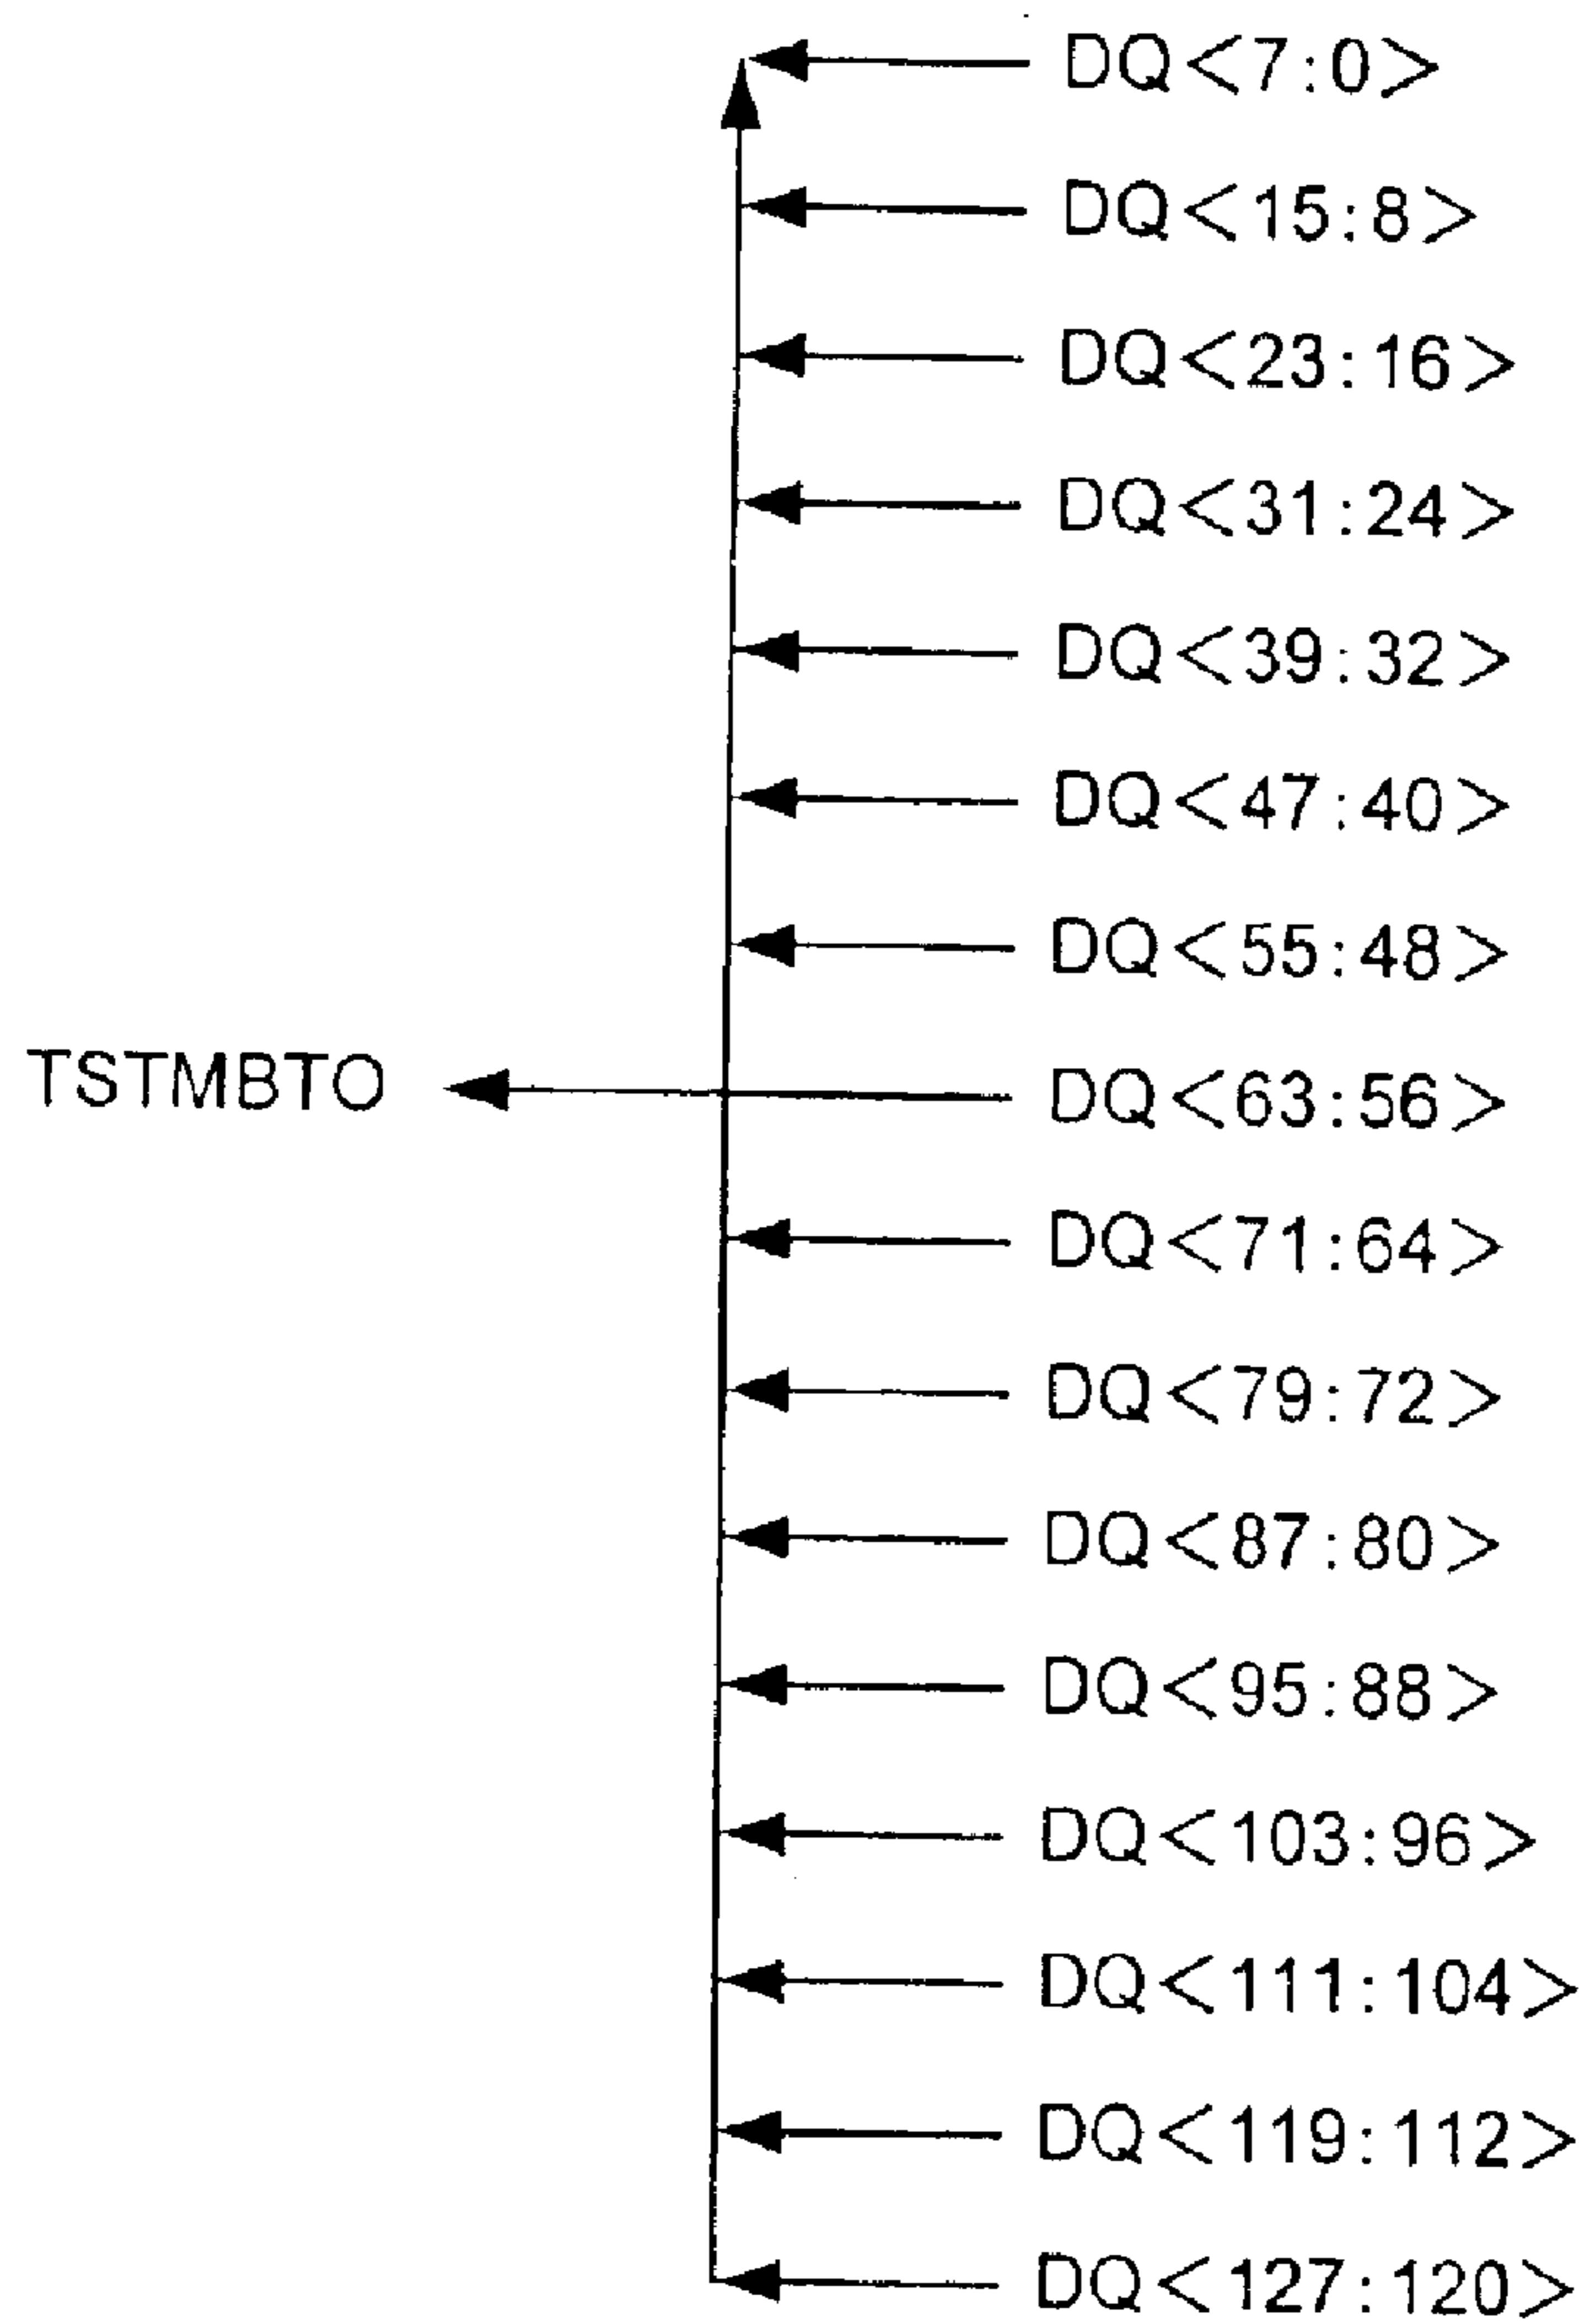 DQ<7:0>
DQ<15:8>
DQ<23:16>
DQ<31:24>
DQ<39:32>
DQ<47:40>
DQ<55:48>
TSTMBTO
DQ<63:56>
DQ<71:64>
DQ<79:72>
DQ<87:80>
DQ<95:88>
DQ<103:96>
DQ<111:104>
DQ<119:112>
DQ<127:120>